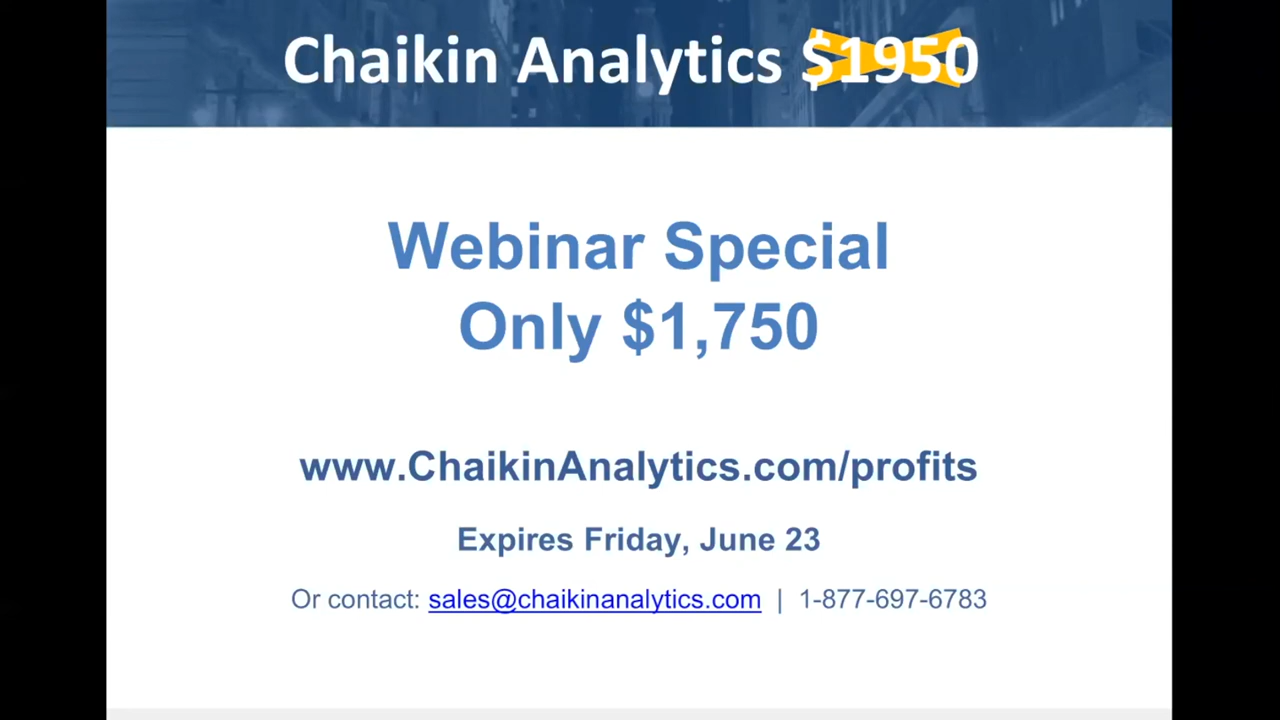 Chaikin Analytics $1950
Webinar Special
Only $1,750
www.ChaikinAnalytics.com/profits
Expires Friday, June 23
Or contact: sales@chaikinanalytics.com | 1-877-697-6783